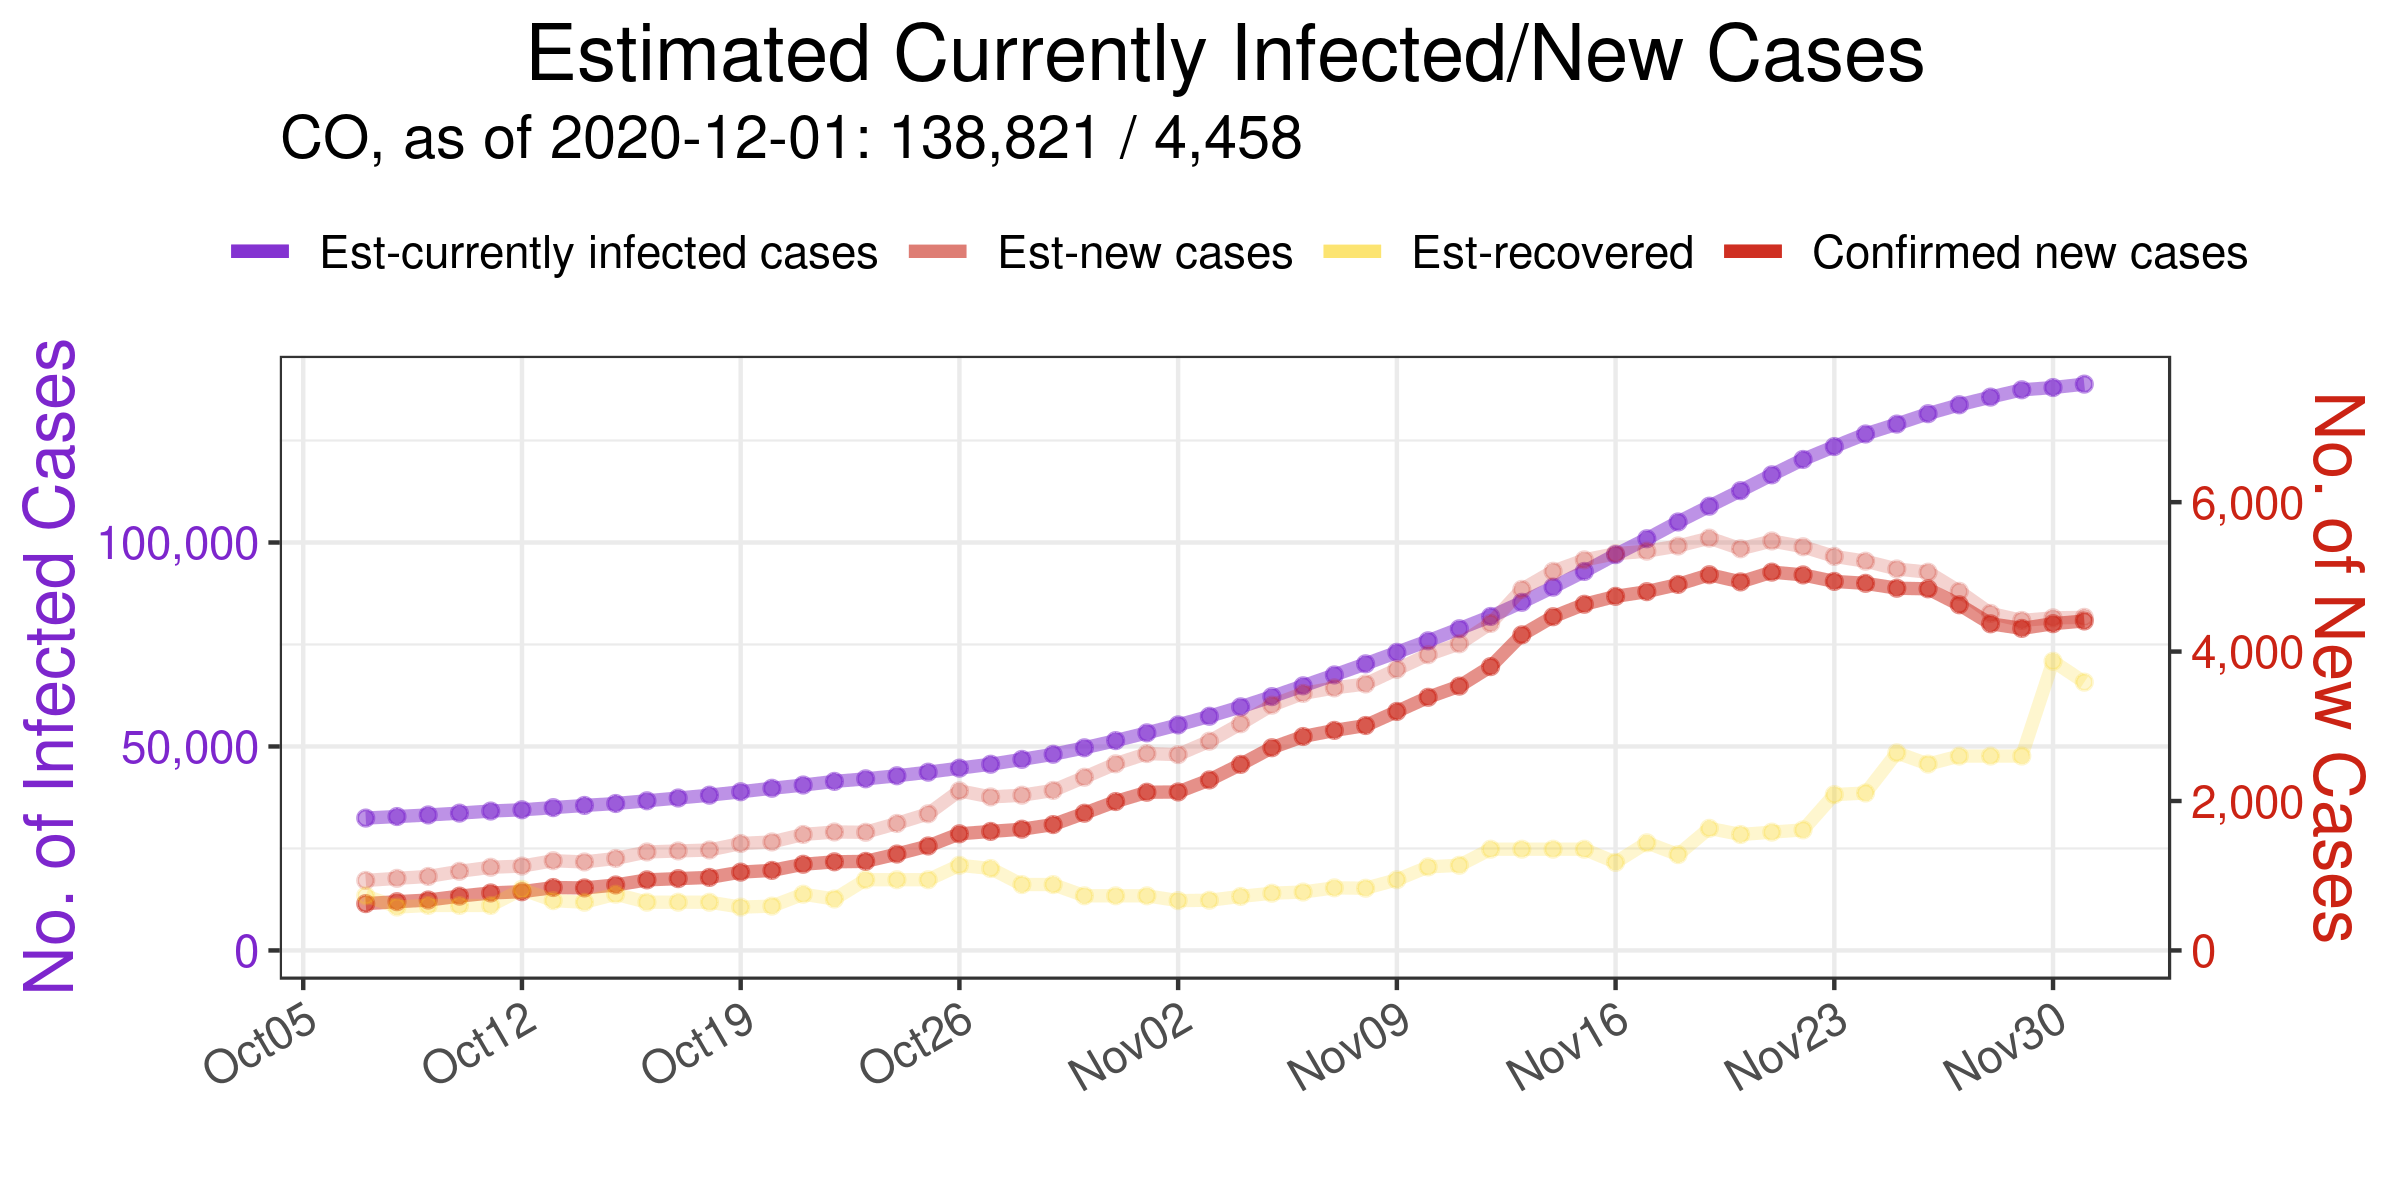 Estimated Currently Infected/New Cases
CO, as of 2020-12-01: 138,821 / 4,458
Est-currently infected cases Est-new cases Est-recovered Confirmed new cases
No. of Infected Cases
100,000
50,000
0
6,000
4,000
2,000
0
No. of New Cases
Oct05 Oct12 Oct19 Oct26 Nov02 Nov09 Nov16 Nov23 Nov30